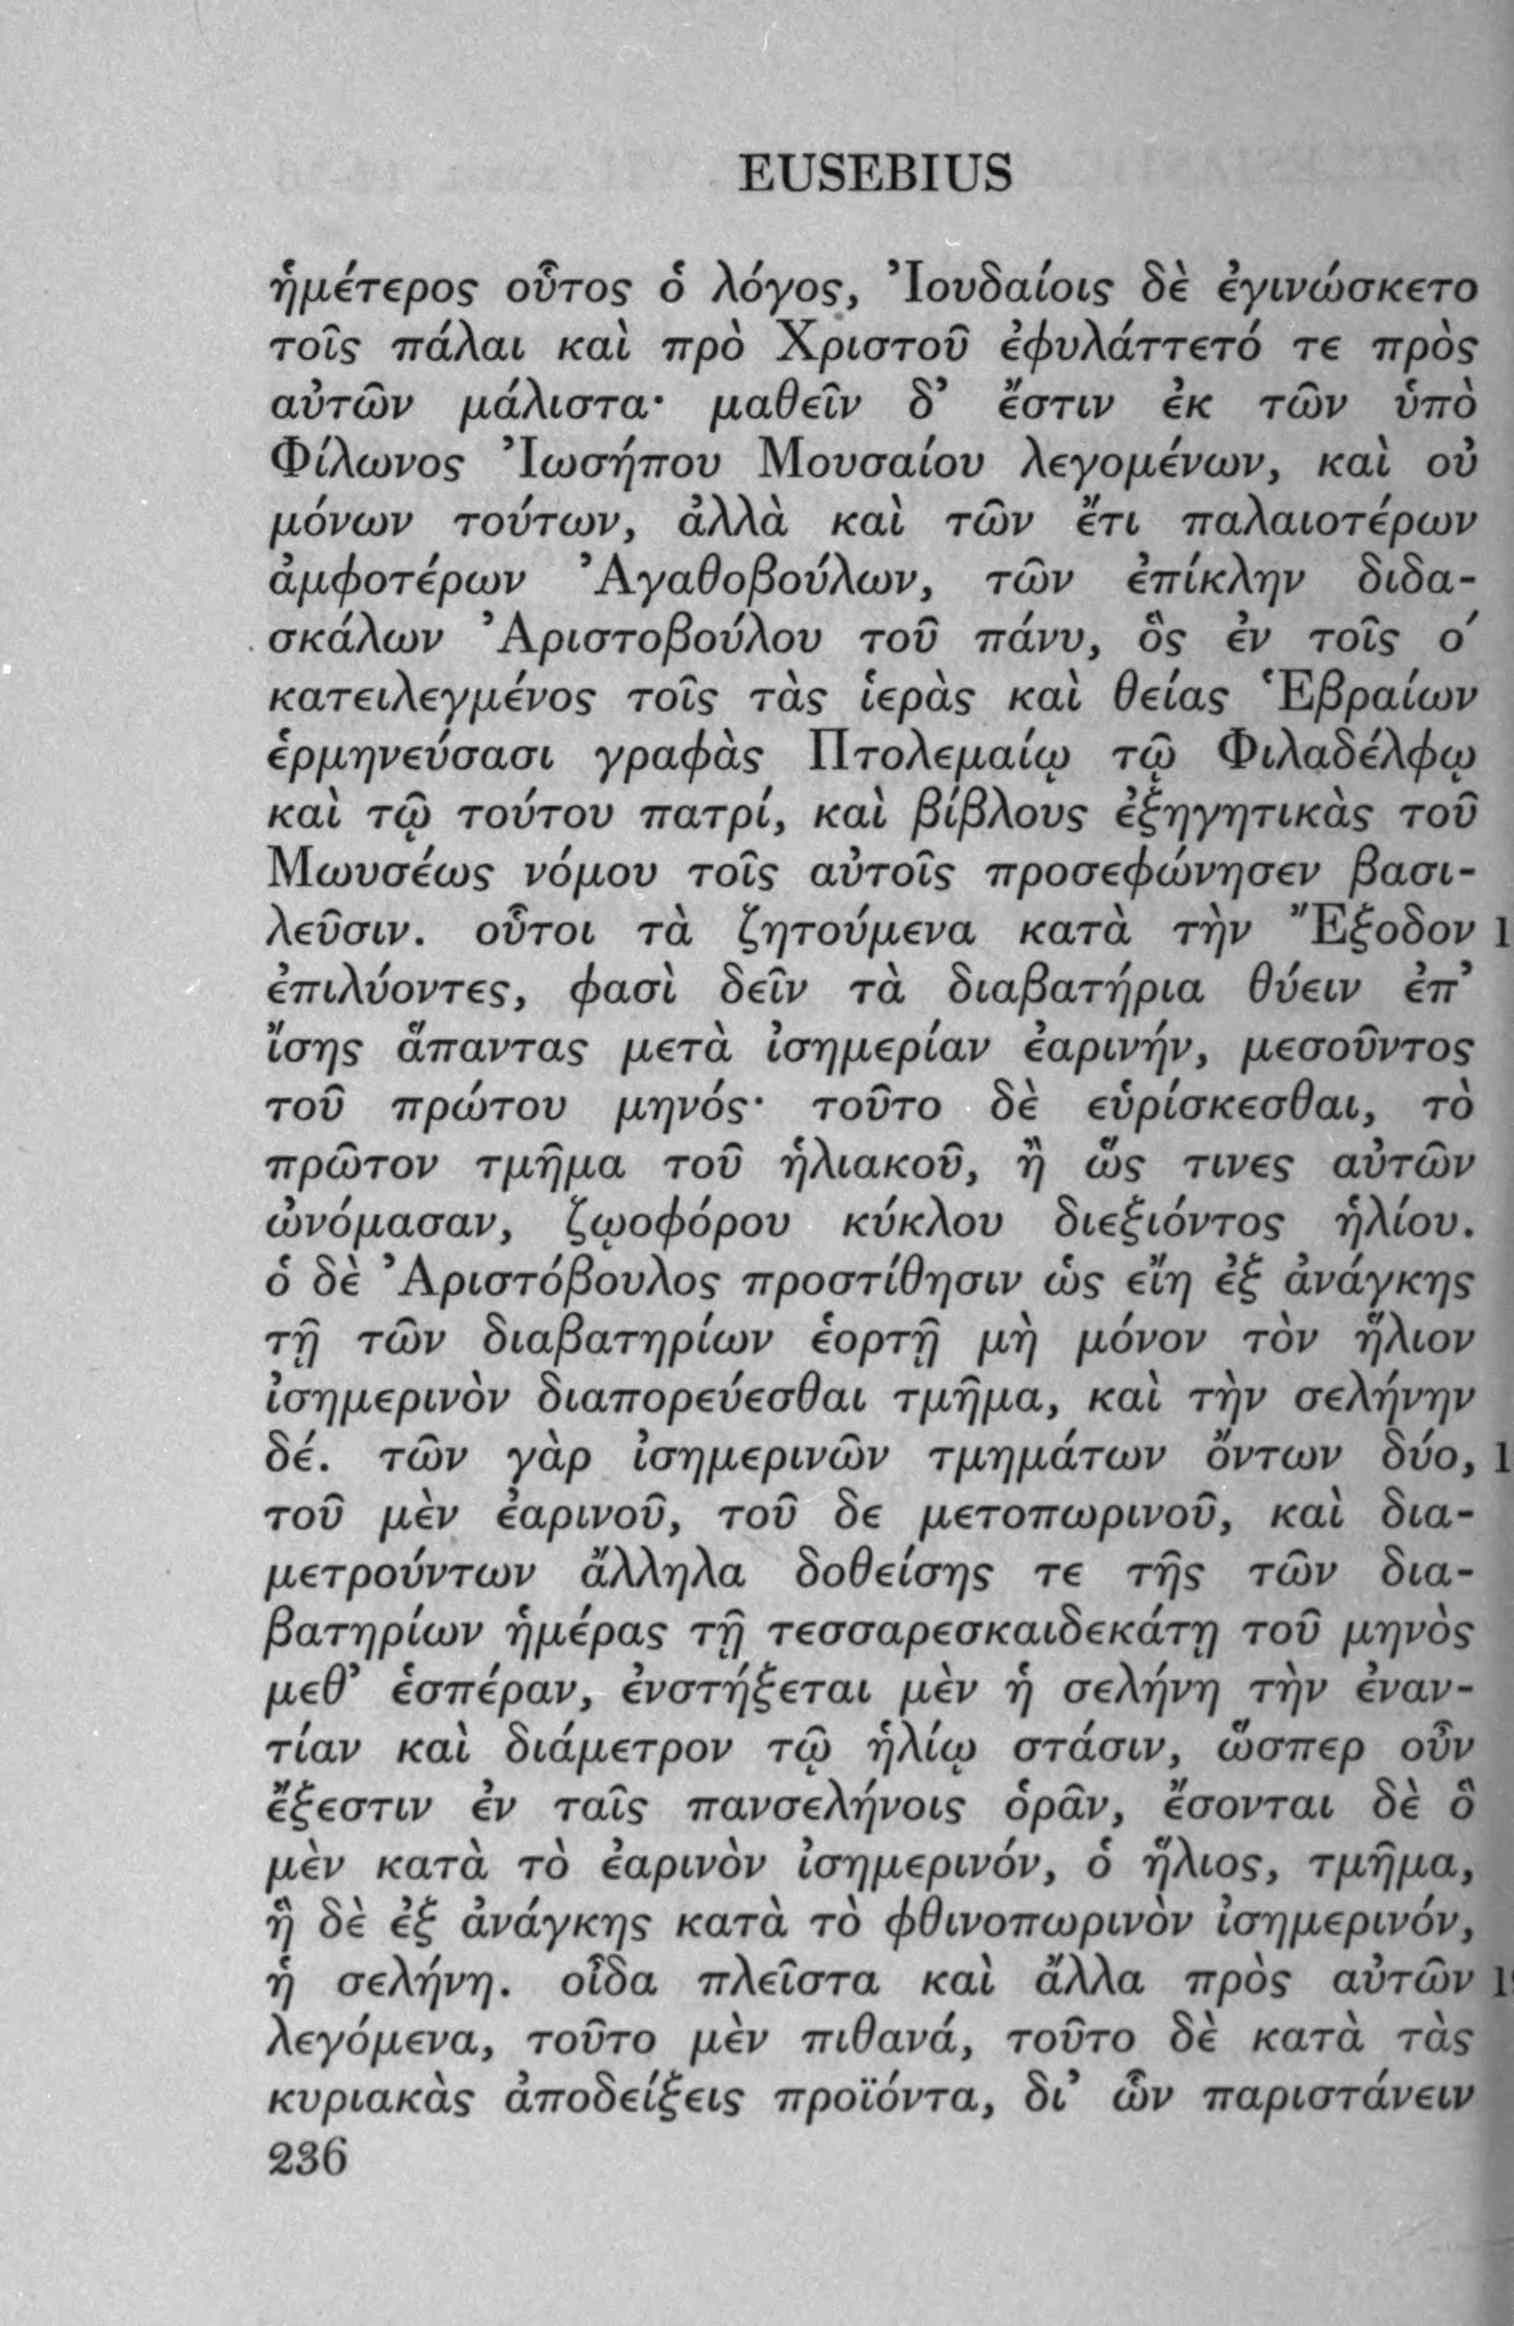 EUSEBIUS
ἡμέτερος οὗτος ὁ λόγος, Ἰουδαίοις δὲ ἐγινώσκετο
τοῖς πάλαι καὶ πρὸ Χριστοῦ ἐφυλάττετό τε πρὸς
αὐτῶν μάλιστα· μαθεῖν δ’ ἔστιν ἐκ τῶν ὑπὸ
Φίλωνος Ἰωσήπου Μουσαίου λεγομένων, καὶ οὐ
μόνων τούτων, ἀλλὰ καὶ τῶν ἔτι παλαιοτέρων
ἀμφοτέρων Ἀγαθοβούλων, τῶν ἐπίκλην διδα-
σκάλων Ἀριστοβούλου τοῦ πάνυ, ὃς ἐν τοῖς ο´
κατειλεγμένος τοῖς τὰς ἱερὰς καὶ θείας Ἑβραίων
ἑρμηνεύσασι γραφὰς Πτολεμαίῳ τῷ Φιλαδέλφῳ
καὶ τῷ τούτου πατρί, καὶ βίβλους ἐξηγητικὰς τοῦ
Μωυσέως νόμου τοῖς αὐτοῖς προσεφώνησεν βασι-
λεῦσιν. οὗτοι τὰ ζητούμενα κατὰ τὴν Ἔξοδον 1
ἐπιλύοντες, φασὶ δεῖν τὰ διαβατήρια θύειν ἐπ’
ἴσης ἅπαντας μετὰ ἰσημερίαν ἐαρινήν, μεσοῦντος
τοῦ πρώτου μηνός· τοῦτο δὲ εὑρίσκεσθαι, τὸ
πρῶτον τμῆμα τοῦ ἡλιακοῦ, ἢ ὥς τινες αὐτῶν
ὠνόμασαν, ζῳοφόρου κύκλου διεξιόντος ἡλίου.
ὁ δὲ Ἀριστόβουλος προστίθησιν ὡς εἴη ἐξ ἀνάγκης
τῇ τῶν διαβατηρίων ἑορτῇ μὴ μόνον τὸν ἥλιον
ἰσημερινὸν διαπορεύεσθαι τμῆμα, καὶ τὴν σελήνην
δέ. τῶν γὰρ ἰσημερινῶν τμημάτων ὄντων δύο, 1
τοῦ μὲν ἐαρινοῦ, τοῦ δε μετοπωρινοῦ, καὶ δια-
μετρούντων ἄλληλα δοθείσης τε τῆς τῶν δια-
βατηρίων ἡμέρας τῇ τεσσαρεσκαιδεκάτῃ τοῦ μηνὸς
μεθ’ ἑσπέραν, ἐνστήξεται μὲν ἡ σελήνη τὴν ἐναν-
τίαν καὶ διάμετρον τῷ ἡλίῳ στάσιν, ὥσπερ οὖν
ἔξεστιν ἐν ταῖς πανσελήνοις ὁρᾶν, ἔσονται δὲ ὃ
μὲν κατὰ τὸ ἐαρινὸν ἰσημερινόν, ὁ ἥλιος, τμῆμα,
ἣ δὲ ἐξ ἀνάγκης κατὰ τὸ φθινοπωρινὸν ἰσημερινόν,
ἡ σελήνη. οἶδα πλεῖστα καὶ ἄλλα πρὸς αὐτῶν 1
λεγόμενα, τοῦτο μὲν πιθανά, τοῦτο δὲ κατὰ τὰς
κυριακὰς ἀποδείξεις προϊόντα, δι’ ὧν παριστάνειν
236